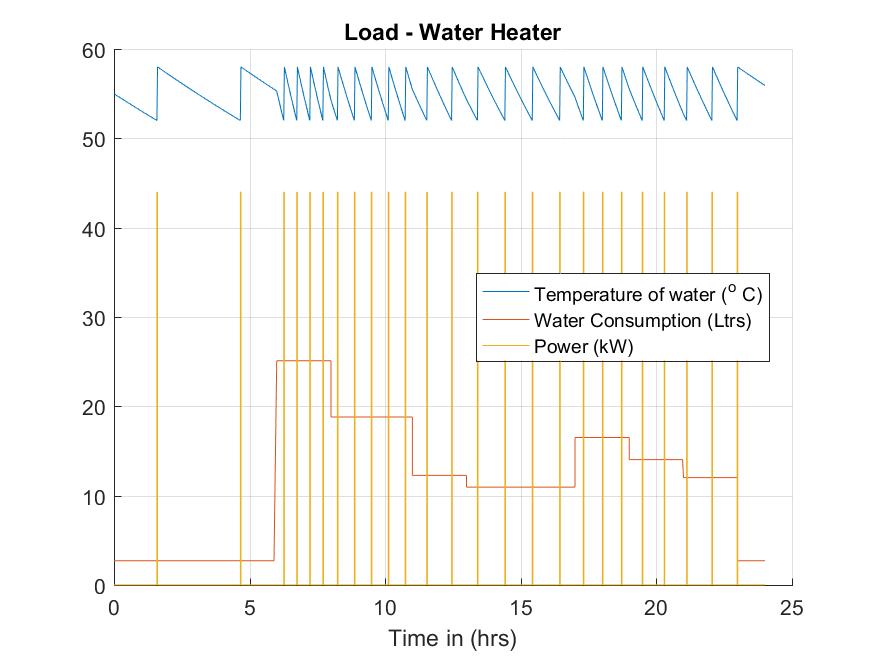 Load - Water Heater
60
50
40
30
20
10
0
Temperature of water (o C)
Water Consumption (Ltrs)
Power (kW)
0 5 10 15 20 25
Time in (hrs)